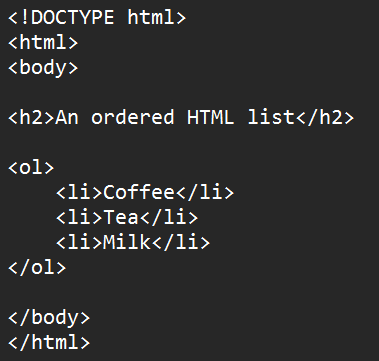 <!DOCTYPE html>
<html>
<body>
<h2>An ordered HTML list</h2>
<ol>
    <li>Coffee</li>
    <li>Tea</li>
    <li>Milk</li>
</ol>
</body>
</html>